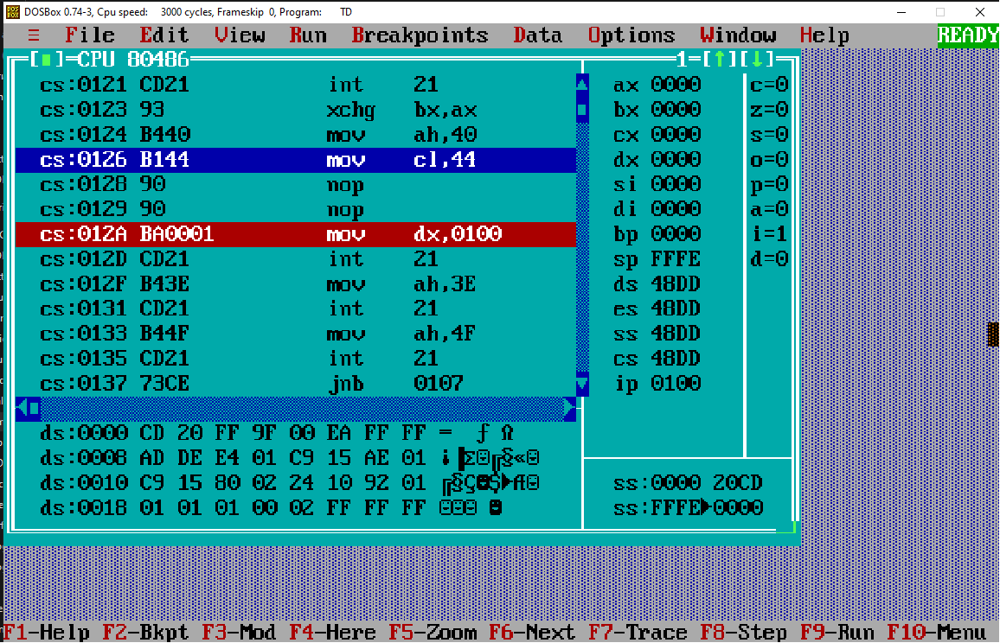 DOSBox 0.74-3, Cpu speed: 3000 cycles, Frameskip 0, Program: TD
≡ File Edit View Run Breakpoints Data Options Window Help READY
[■]=CPU 80486 1=[↑][↓]
cs:0121 CD21 int 21 ax 0000 c=0
cs:0123 93 xchg bx,ax bx 0000 z=0
cs:0124 B440 mov ah,40 cx 0000 s=0
cs:0126 B144 mov cl,44 dx 0000 o=0
cs:0128 90 nop si 0000 p=0
cs:0129 90 nop di 0000 a=0
cs:012A BA0001 mov dx,0100 bp 0000 i=1
cs:012D CD21 int 21 sp FFFE d=0
cs:012F B43E mov ah,3E ds 48DD
cs:0131 CD21 int 21 es 48DD
cs:0133 B44F mov ah,4F ss 48DD
cs:0135 CD21 int 21 cs 48DD
cs:0137 73CE jnb 0107 ip 0100
ds:0000 CD 20 FF 9F 00 EA FF FF = ƒ Ω
ds:0008 AD DE E4 01 C9 15 AE 01 ¡▐Σ☺╔§«☺
ds:0010 C9 15 80 02 24 10 92 01 ╔§Ç☻$►Æ☺ ss:0000 20CD
ds:0018 01 01 01 00 02 FF FF FF ☺☺☺ ☻ ss:FFFE►0000
F1-Help F2-Bkpt F3-Mod F4-Here F5-Zoom F6-Next F7-Trace F8-Step F9-Run F10-Menu